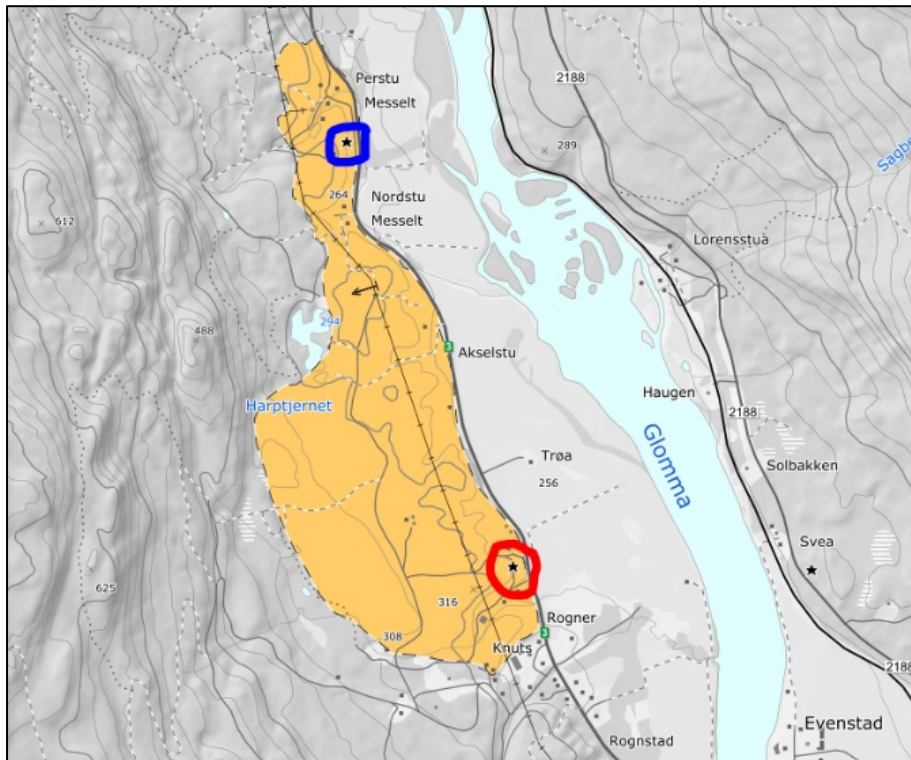 2188
Perstu
Messelt
289
Sagbe
264
Nordstu
Messelt
612
Lorensstua
294
488
3
Akselstu
Harptjernet
Haugen
2188
Glomma
Trøa
256
Solbakken
Svea
625
316
Rogner
308
3
Knuts
2188
Rognstad
Evenstad